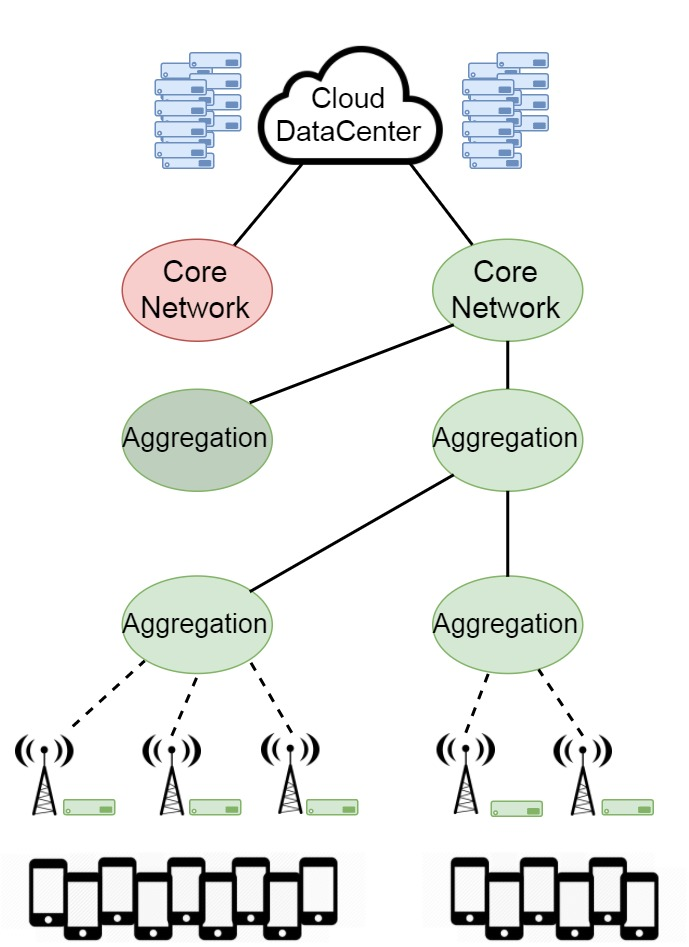 Cloud
DataCenter
Core
Network
Core
Network
Aggregation
Aggregation
Aggregation
Aggregation